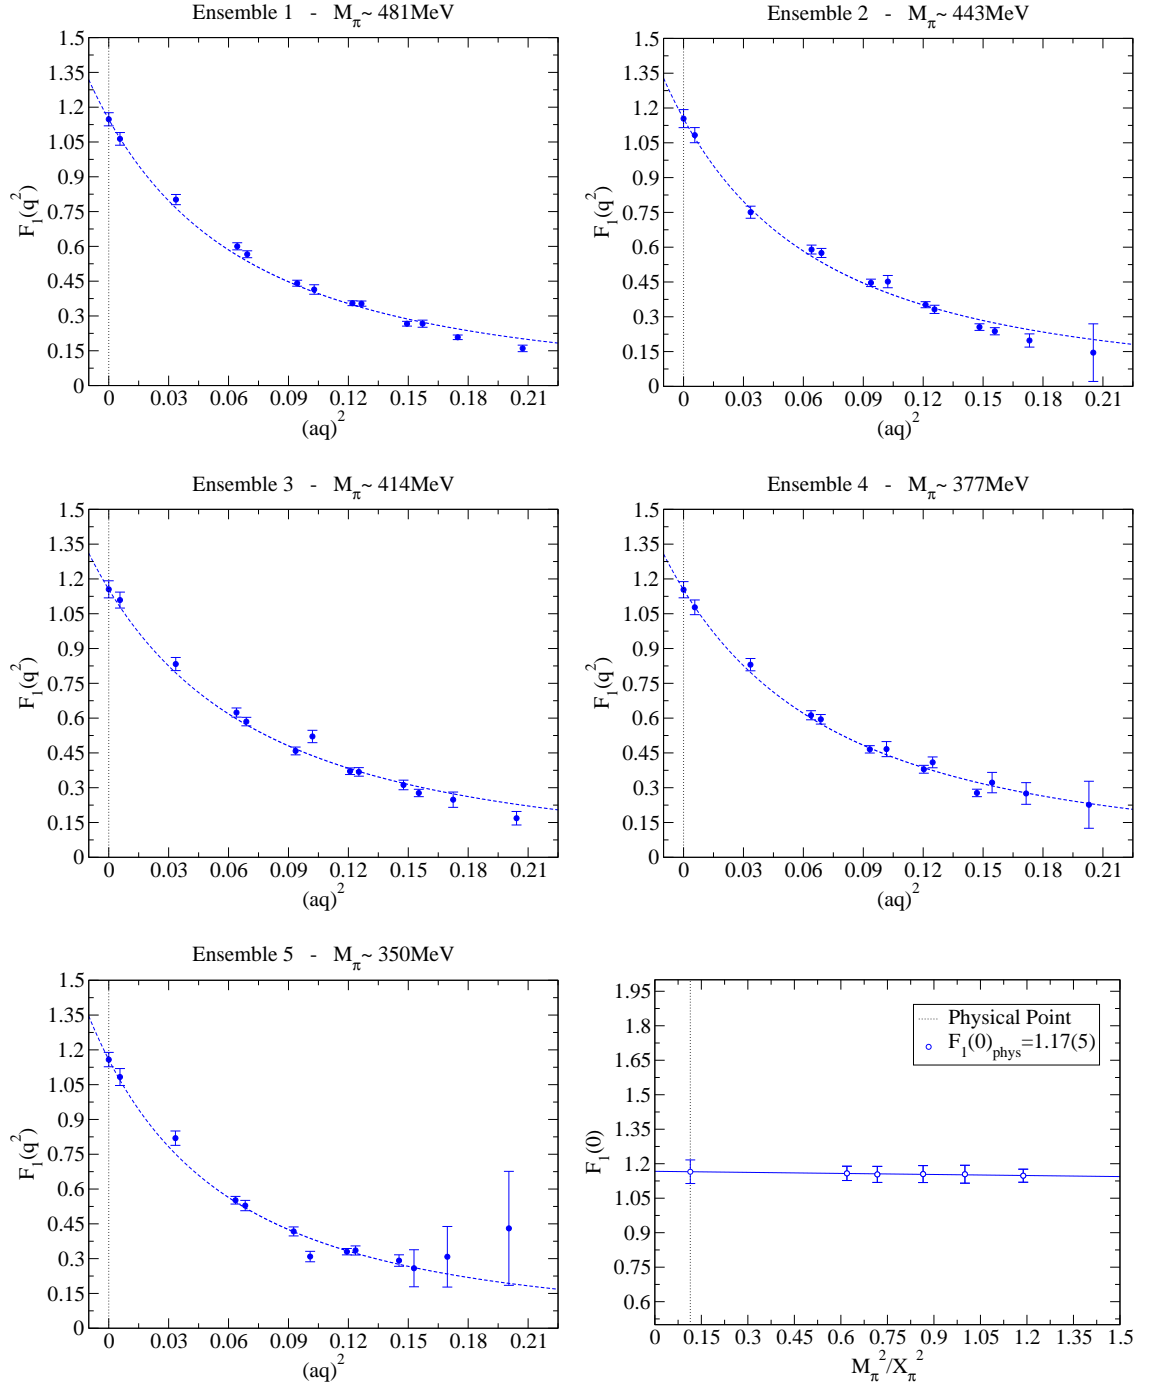 Ensemble 1 - M_π ~ 481MeV
1.5
1.35
1.2
1.05
0.9
0.75
0.6
0.45
0.3
0.15
0
F_1(q^2)
0 0.03 0.06 0.09 0.12 0.15 0.18 0.21
(aq)^2
Ensemble 2 - M_π ~ 443MeV
1.5
1.35
1.2
1.05
0.9
0.75
0.6
0.45
0.3
0.15
0
F_1(q^2)
0 0.03 0.06 0.09 0.12 0.15 0.18 0.21
(aq)^2
Ensemble 3 - M_π ~ 414MeV
1.5
1.35
1.2
1.05
0.9
0.75
0.6
0.45
0.3
0.15
0
F_1(q^2)
0 0.03 0.06 0.09 0.12 0.15 0.18 0.21
(aq)^2
Ensemble 4 - M_π ~ 377MeV
1.5
1.35
1.2
1.05
0.9
0.75
0.6
0.45
0.3
0.15
0
F_1(q^2)
0 0.03 0.06 0.09 0.12 0.15 0.18 0.21
(aq)^2
Ensemble 5 - M_π ~ 350MeV
1.5
1.35
1.2
1.05
0.9
0.75
0.6
0.45
0.3
0.15
0
F_1(q^2)
0 0.03 0.06 0.09 0.12 0.15 0.18 0.21
(aq)^2
1.95
1.8
1.65
1.5
1.35
1.2
1.05
0.9
0.75
0.6
F_1(0)
Physical Point
F_1(0)_phys=1.17(5)
0 0.15 0.3 0.45 0.6 0.75 0.9 1.05 1.2 1.35 1.5
M_π^2/X_π^2